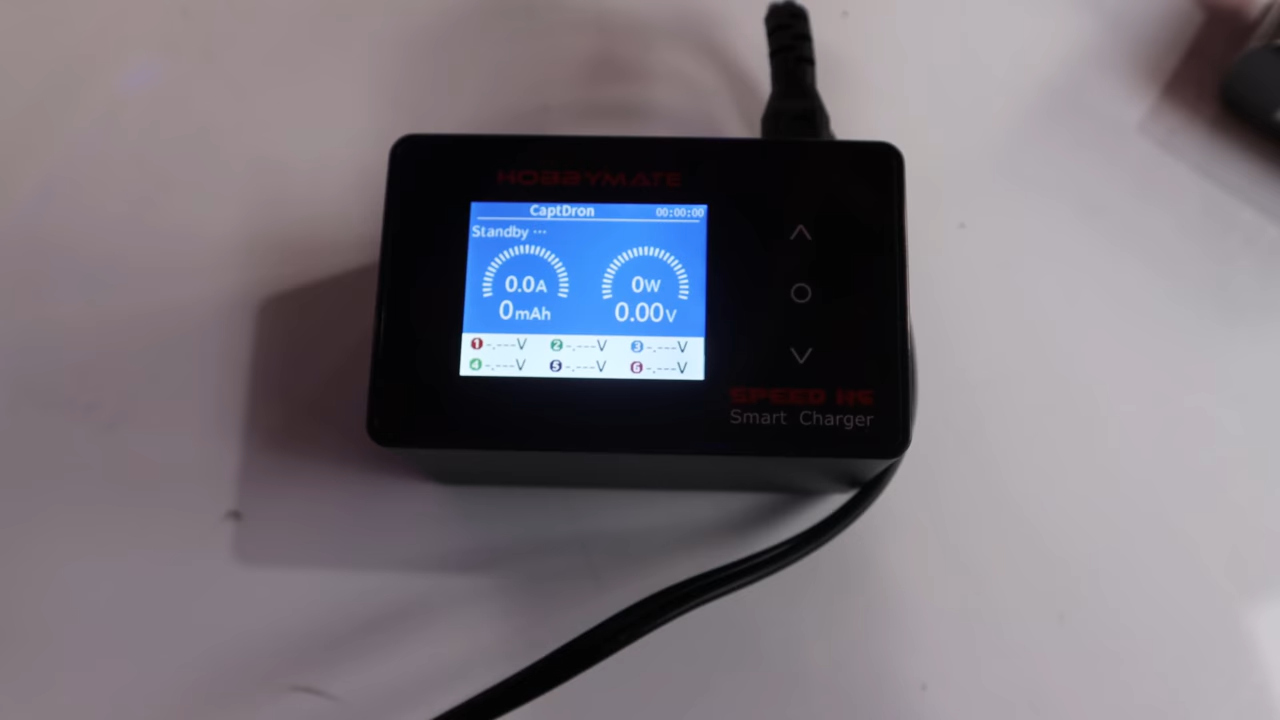 HOBBYMATE
CaptDron 00:00:00
Standby ···
0.0A 0W
0mAh 0.00V
1 -.---V 2 -.---V 3 -.---V
4 -.---V 5 -.---V 6 -.---V
SPEED
Smart Charger